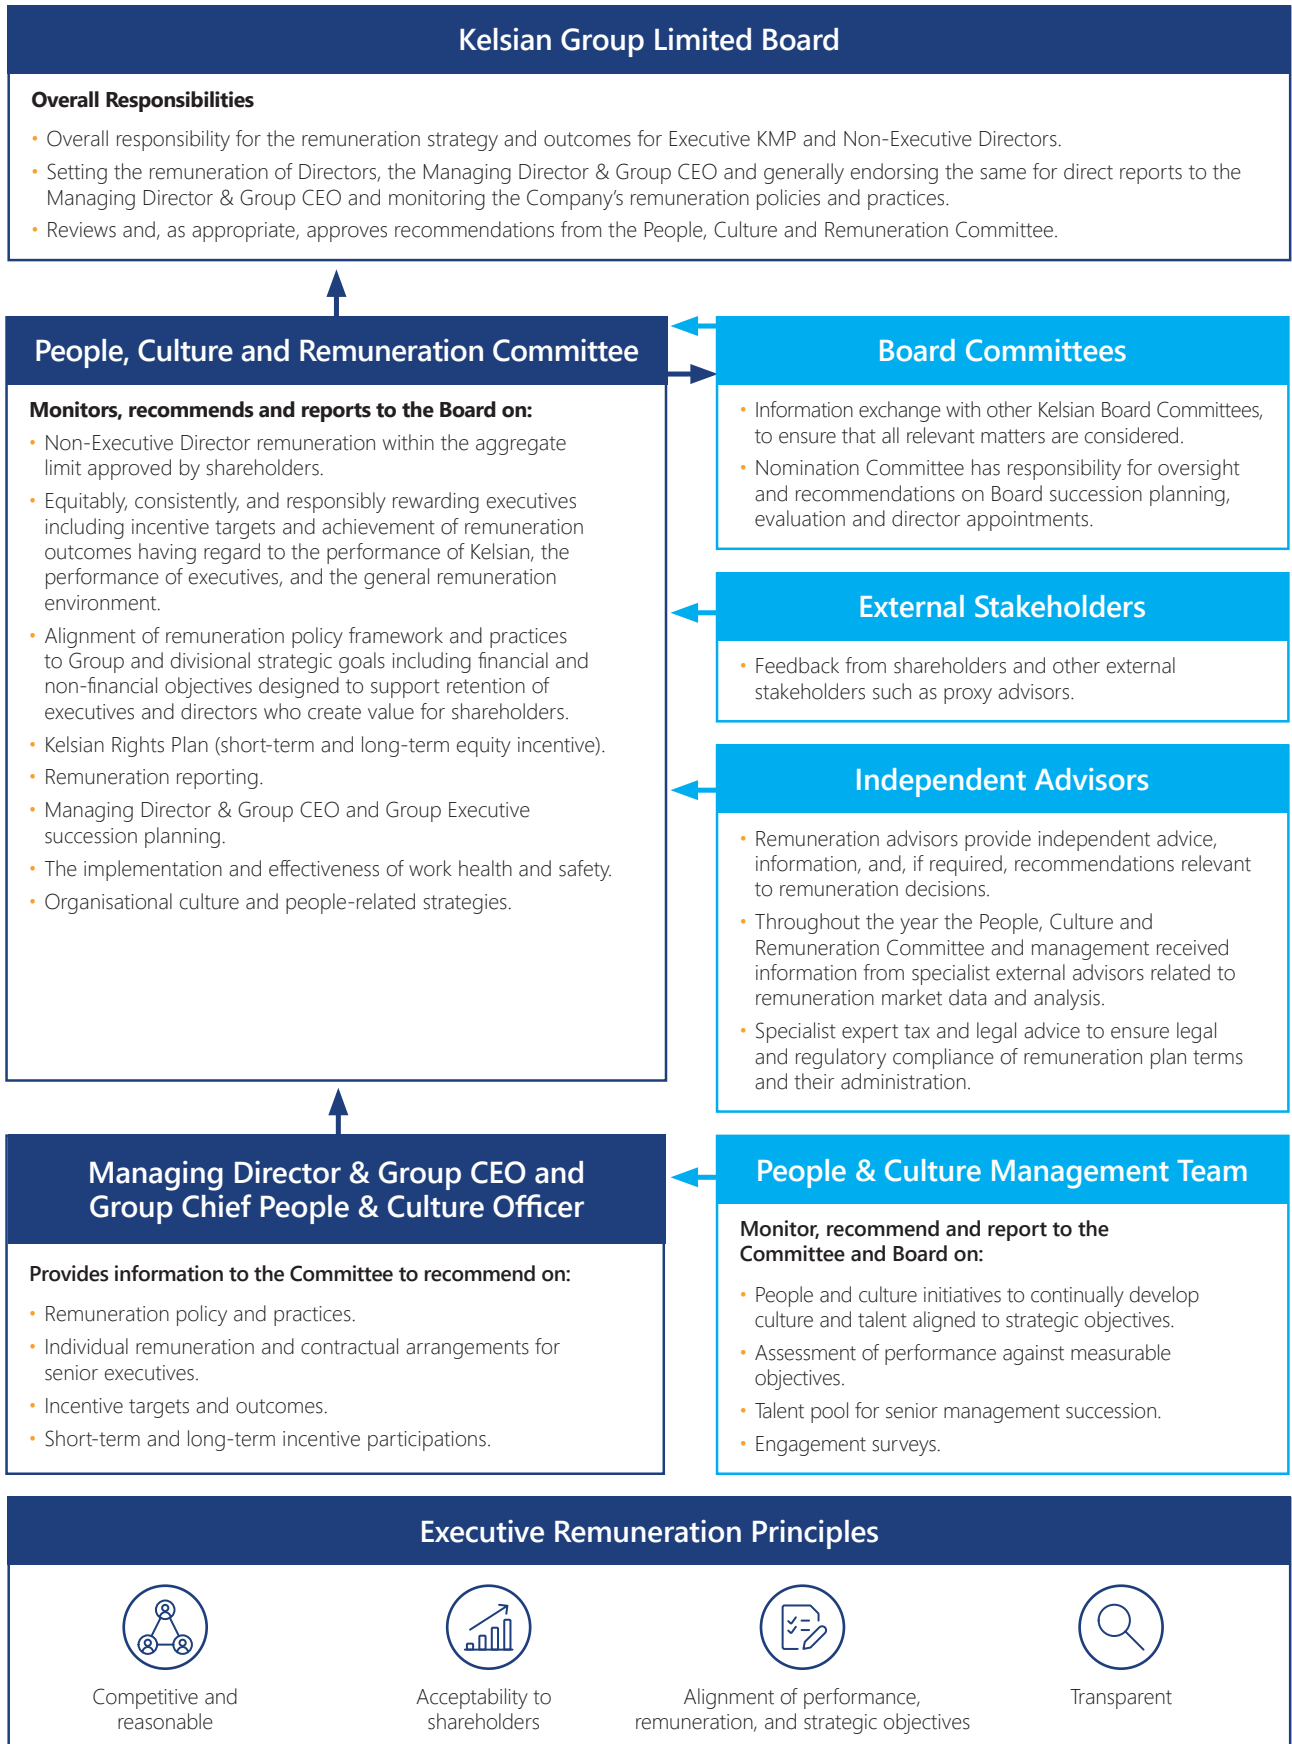 Kelsian Group Limited Board
Overall Responsibilities
• Overall responsibility for the remuneration strategy and outcomes for Executive KMP and Non-Executive Directors.
• Setting the remuneration of Directors, the Managing Director & Group CEO and generally endorsing the same for direct reports to the
Managing Director & Group CEO and monitoring the Company's remuneration policies and practices.
• Reviews and, as appropriate, approves recommendations from the People, Culture and Remuneration Committee.
People, Culture and Remuneration Committee
Monitors, recommends and reports to the Board on:
• Non-Executive Director remuneration within the aggregate
limit approved by shareholders.
• Equitably, consistently, and responsibly rewarding executives
including incentive targets and achievement of remuneration
outcomes having regard to the performance of Kelsian, the
performance of executives, and the general remuneration
environment.
• Alignment of remuneration policy framework and practices
to Group and divisional strategic goals including financial and
non-financial objectives designed to support retention of
executives and directors who create value for shareholders.
• Kelsian Rights Plan (short-term and long-term equity incentive).
• Remuneration reporting.
• Managing Director & Group CEO and Group Executive
succession planning.
• The implementation and effectiveness of work health and safety.
• Organisational culture and people-related strategies.
Board Committees
• Information exchange with other Kelsian Board Committees,
to ensure that all relevant matters are considered.
• Nomination Committee has responsibility for oversight
and recommendations on Board succession planning,
evaluation and director appointments.
External Stakeholders
• Feedback from shareholders and other external
stakeholders such as proxy advisors.
Independent Advisors
• Remuneration advisors provide independent advice,
information, and, if required, recommendations relevant
to remuneration decisions.
• Throughout the year the People, Culture and
Remuneration Committee and management received
information from specialist external advisors related to
remuneration market data and analysis.
• Specialist expert tax and legal advice to ensure legal
and regulatory compliance of remuneration plan terms
and their administration.
Managing Director & Group CEO and
Group Chief People & Culture Officer
Provides information to the Committee to recommend on:
• Remuneration policy and practices.
• Individual remuneration and contractual arrangements for
senior executives.
• Incentive targets and outcomes.
• Short-term and long-term incentive participations.
People & Culture Management Team
Monitor, recommend and report to the
Committee and Board on:
• People and culture initiatives to continually develop
culture and talent aligned to strategic objectives.
• Assessment of performance against measurable
objectives.
• Talent pool for senior management succession.
• Engagement surveys.
Executive Remuneration Principles
Competitive and
reasonable
Acceptability to
shareholders
Alignment of performance,
remuneration, and strategic objectives
Transparent